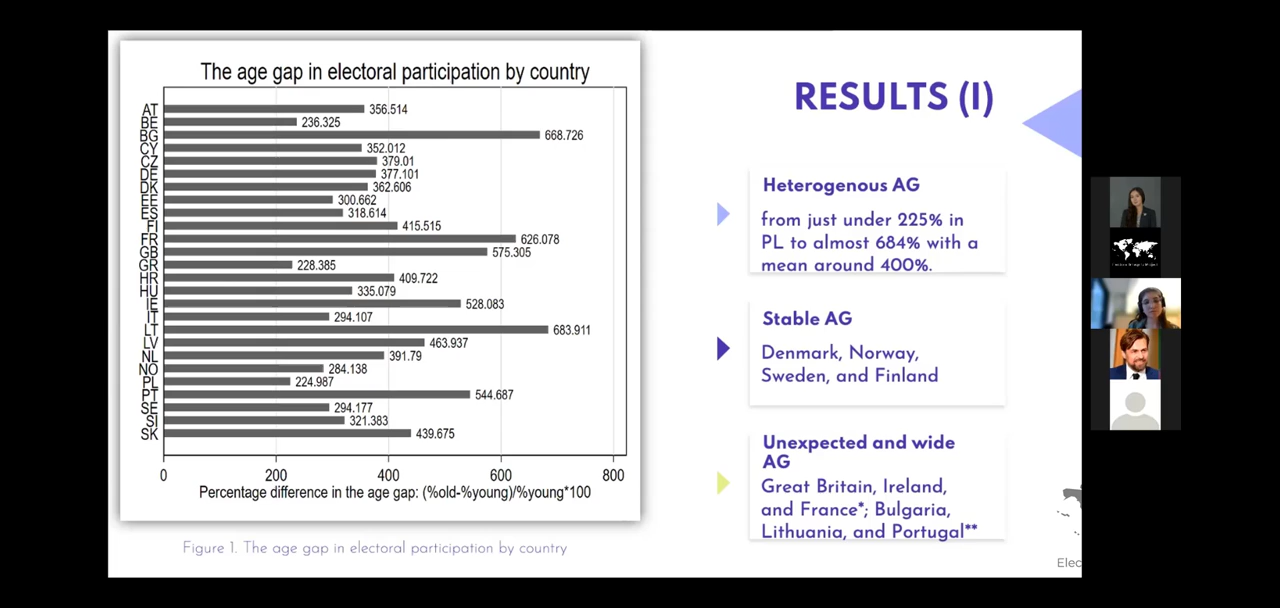 The age gap in electoral participation by country
AT 356.514
BE 236.325
BG 668.726
CY 352.012
CZ 379.01
DE 377.101
DK 362.606
EE 300.662
ES 318.614
FI 415.515
FR 626.078
GB 575.305
GR 228.385
HR 409.722
HU 335.079
IE 528.083
IT 294.107
LT 683.911
LV 463.937
NL 391.79
NO 284.138
PL 224.987
PT 544.687
SE 294.177
SI 321.383
SK 439.675
0 200 400 600 800
Percentage difference in the age gap: (%old-%young)/%young*100
Figure 1. The age gap in electoral participation by country
RESULTS (I)
Heterogenous AG
from just under 225% in
PL to almost 684% with a
mean around 400%.
Stable AG
Denmark, Norway,
Sweden, and Finland
Unexpected and wide
AG
Great Britain, Ireland,
and France*; Bulgaria,
Lithuania, and Portugal**
Elec